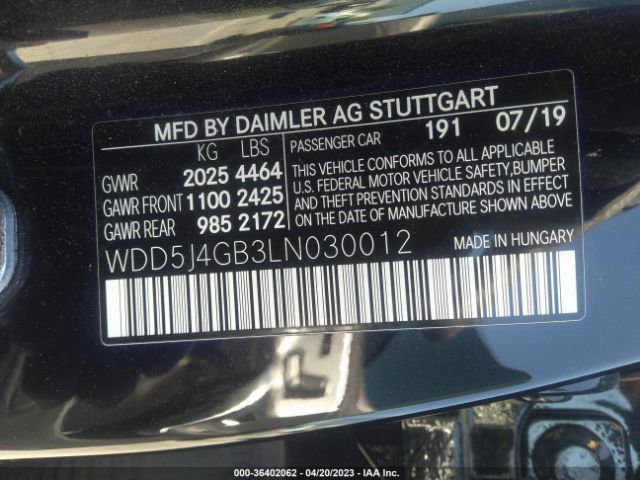 MFD BY DAIMLER AG STUTTGART
KG LBS
GVWR 2025 4464
GAWR FRONT 1100 2425
GAWR REAR 985 2172
PASSENGER CAR 191 07/19
THIS VEHICLE CONFORMS TO ALL APPLICABLE
U.S. FEDERAL MOTOR VEHICLE SAFETY, BUMPER
AND THEFT PREVENTION STANDARDS IN EFFECT
ON THE DATE OF MANUFACTURE SHOWN ABOVE
WDD5J4GB3LN030012
MADE IN HUNGARY
000-36402062 - 04/20/2023 - IAA Inc.